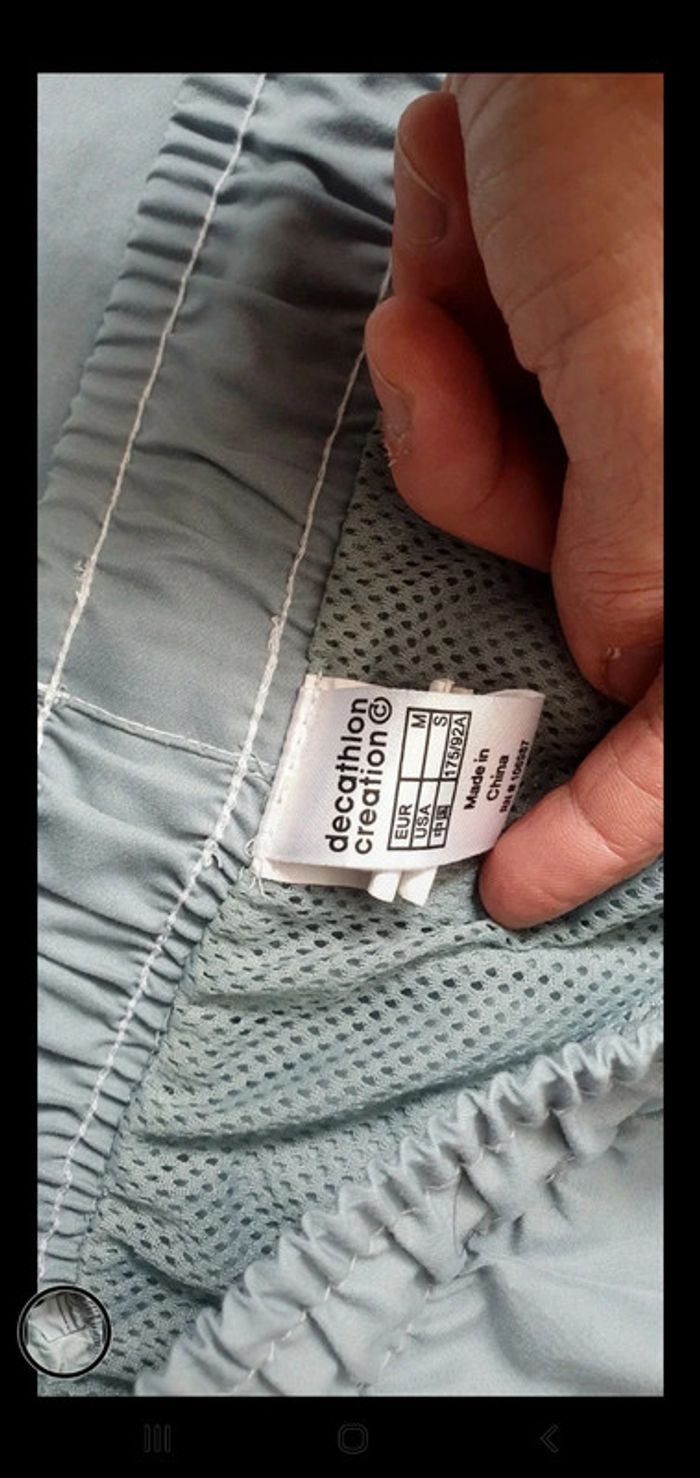 decathlon
creation ©
EUR M
USA S
中国 175/92A
Made in
China